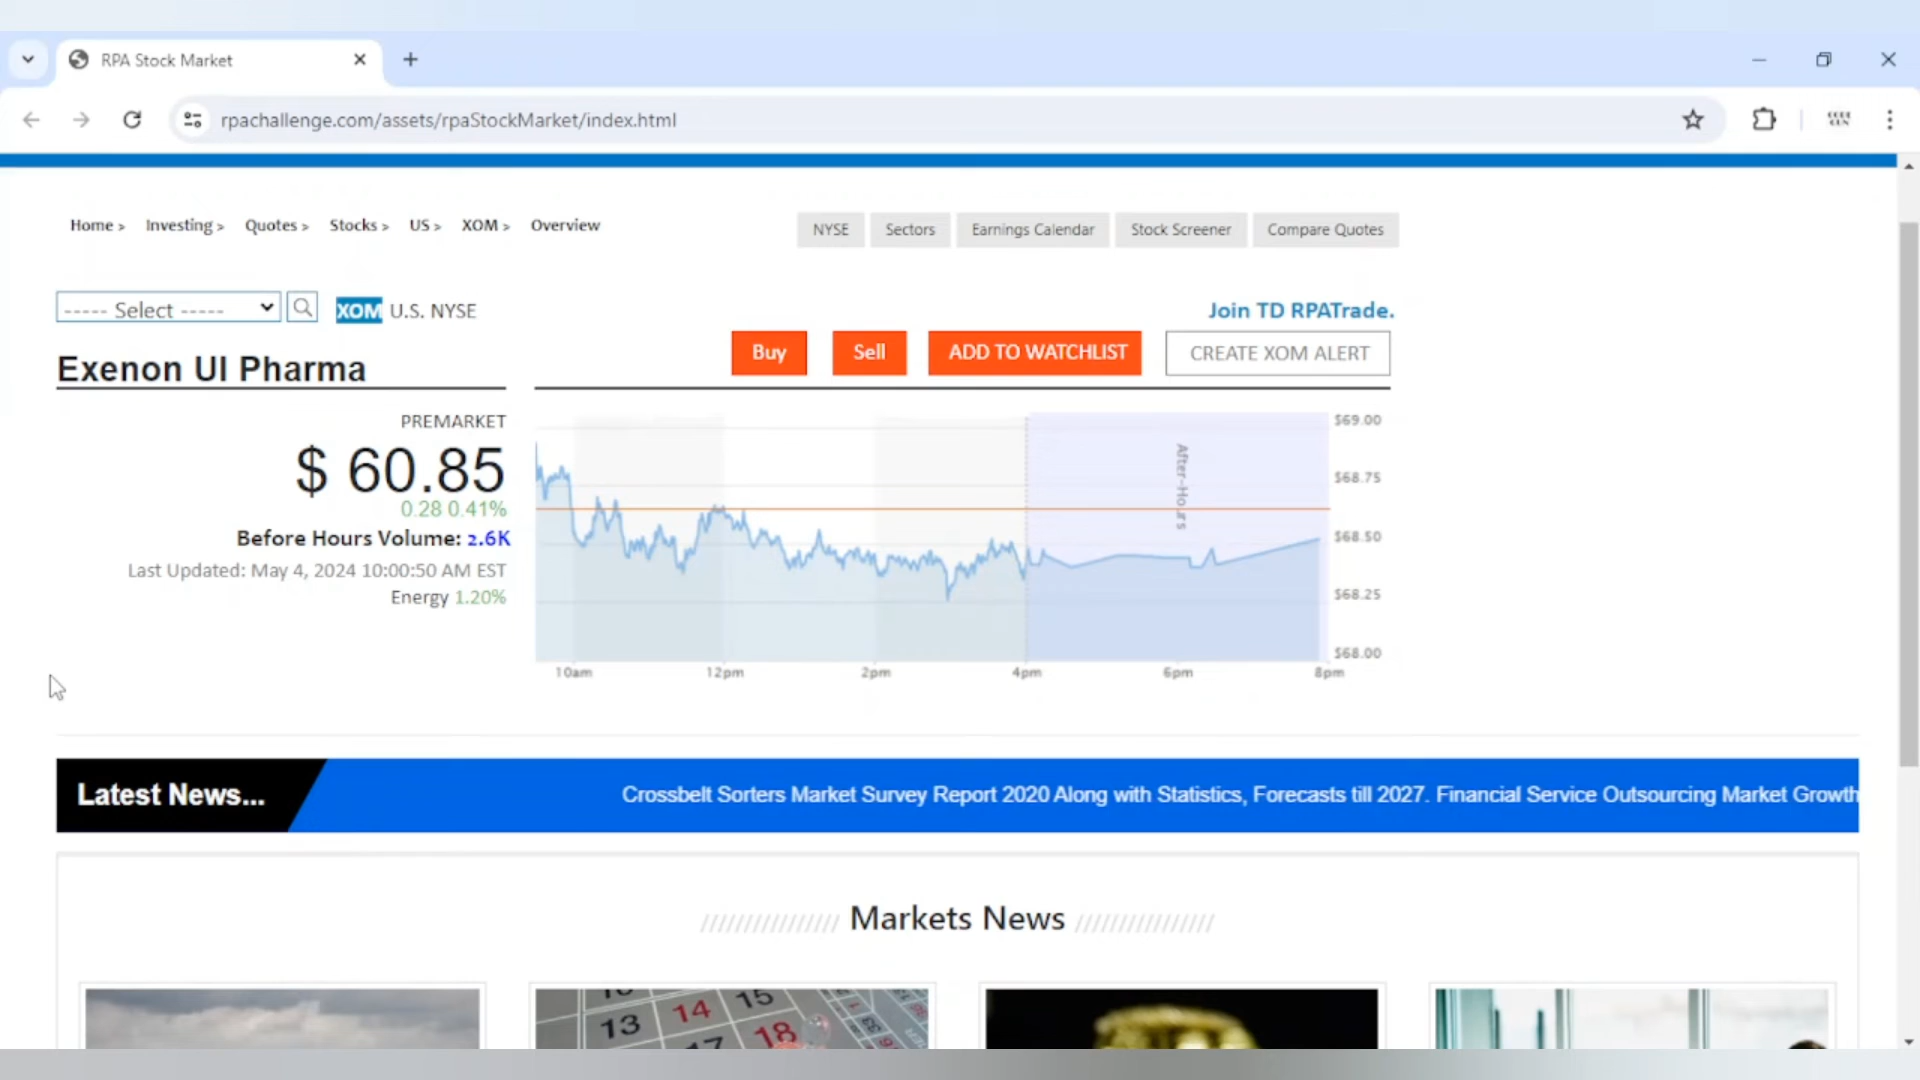 RPA Stock Market
rpachallenge.com/assets/rpaStockMarket/index.html
Home > Investing > Quotes > Stocks > US > XOM > Overview
NYSE Sectors Earnings Calendar Stock Screener Compare Quotes
----- Select ----- XOM U.S. NYSE
Join TD RPATrade.
Buy Sell ADD TO WATCHLIST CREATE XOM ALERT
Exenon UI Pharma
PREMARKET
$ 60.85
0.28 0.41%
Before Hours Volume: 2.6K
Last Updated: May 4, 2024 10:00:50 AM EST
Energy 1.20%
$69.00
$68.75
After-Hours
$68.50
$68.25
$68.00
10am 12pm 2pm 4pm 6pm 8pm
Latest News...
Crossbelt Sorters Market Survey Report 2020 Along with Statistics, Forecasts till 2027. Financial Service Outsourcing Market Growth
Markets News
14 15
13
18
17